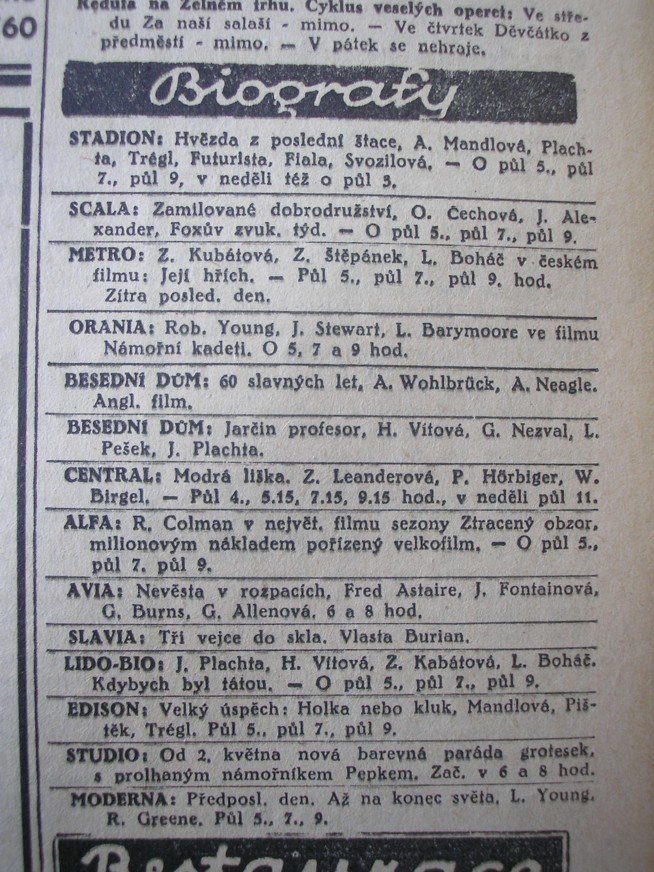 60
Redula na Zelném trhu. Cyklus veselých operet: Ve stře-
du Za naší salaší - mimo. — Ve čtvrtek Děvčátko z
předměstí - mimo. — V pátek se nehraje.
Biografy
STADION: Hvězda z poslední štace, A. Mandlová, Plach-
ta, Trégl, Futurista, Fiala, Svozilová. — O půl 5., půl
7., půl 9, v neděli též o půl 3.
SCALA: Zamilované dobrodružství, O. Čechová, J. Ale-
xander, Foxův zvuk. týd. — O půl 5., půl 7., půl 9.
METRO: Z. Kubátová, Z. Štěpánek, L. Boháč v českém
filmu: Její hřích. — Půl 5., půl 7., půl 9. hod.
Zítra posled. den.
ORANIA: Rob. Young, J. Stewart, L. Barymoore ve filmu
Námořní kadeti. O 5, 7 a 9 hod.
BESEDNÍ DŮM: 60 slavných let, A. Wohlbrück, A. Neagle.
Angl. film.
BESEDNÍ DŮM: Jarčin profesor, H. Vítová, G. Nezval, L.
Pešek, J. Plachta.
CENTRAL: Modrá liška. Z. Leanderová, P. Hörbiger, W.
Birgel. — Půl 4., 5.15, 7.15, 9.15 hod., v neděli půl 11.
ALFA: R. Colman v největ. filmu sezony Ztracený obzor,
milionovým nákladem pořízený velkofilm. — O půl 5.,
půl 7. půl 9.
AVIA: Nevěsta v rozpacích, Fred Astaire, J. Fontainová,
G. Burns, G. Allenová. 6 a 8 hod.
SLAVIA: Tři vejce do skla. Vlasta Burian.
LIDO-BIO: J. Plachta, H. Vítová, Z. Kabátová, L. Boháč.
Kdybych byl tátou. — O půl 5., půl 7., půl 9.
EDISON: Velký úspěch: Holka nebo kluk, Mandlová, Piš-
těk, Trégl. Půl 5., půl 7., půl 9.
STUDIO: Od 2. května nová barevná paráda grotesek,
s prolhaným námořníkem Pepkem. Zač. v 6 a 8 hod.
MODERNA: Předposl. den. Až na konec světa, L. Young,
R. Greene. Půl 5., 7., 9.
Restaurace